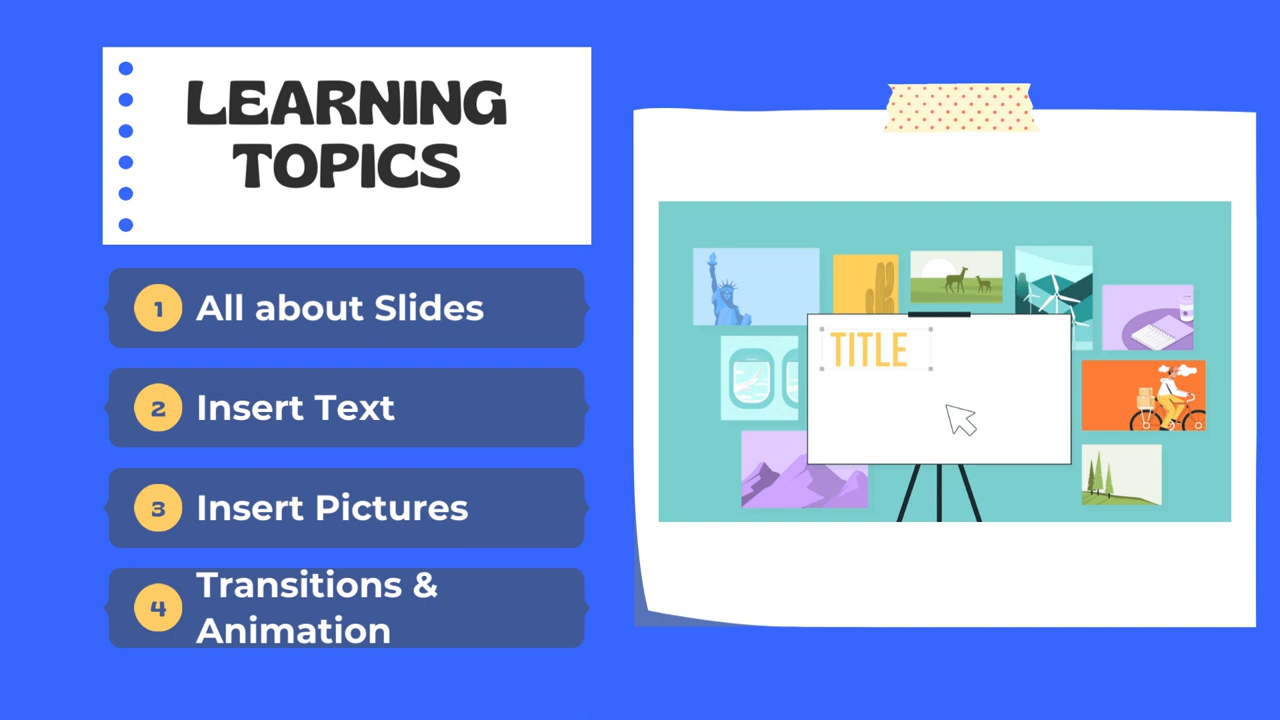 LEARNING
TOPICS
1 All about Slides
2 Insert Text
3 Insert Pictures
4 Transitions &
Animation
TITLE